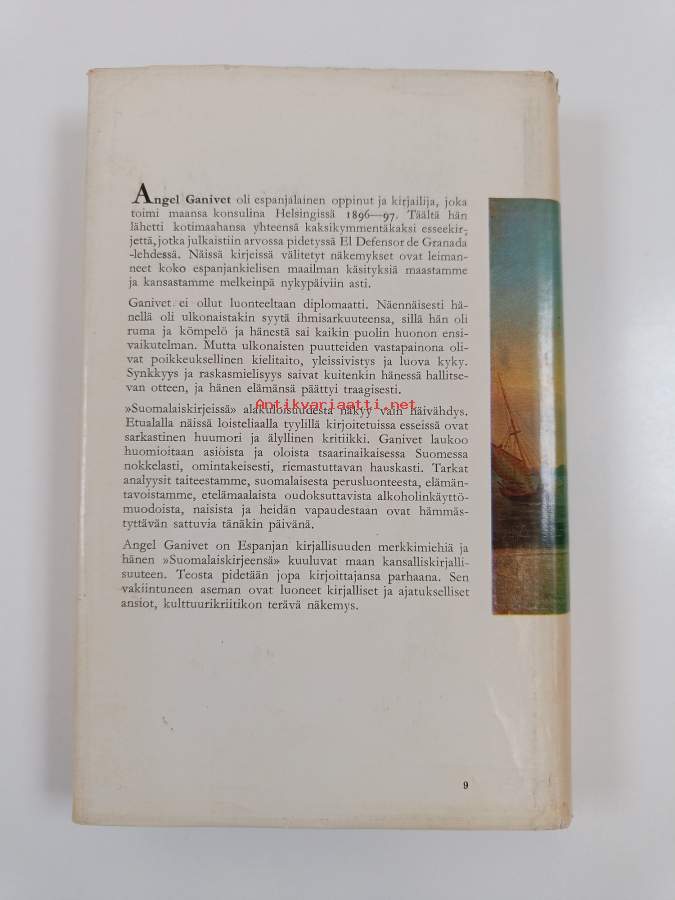 Angel Ganivet oli espanjalainen oppinut ja kirjailija, joka
toimi maansa konsulina Helsingissä 1896—97. Täältä hän
lähetti kotimaahansa yhteensä kaksikymmentäkaksi esseekir-
jettä, jotka julkaistiin arvossa pidetyssä El Defensor de Granada
-lehdessä. Näissä kirjeissä välitetyt näkemykset ovat leiman-
neet koko espanjankielisen maailman käsityksiä maastamme
ja kansastamme melkeinpä nykypäiviin asti.
Ganivet ei ollut luonteeltaan diplomaatti. Näennäisesti hä-
nellä oli ulkonaistakin syytä ihmisarkuuteensa, sillä hän oli
ruma ja kömpelö ja hänestä sai kaikin puolin huonon ensi-
vaikutelman. Mutta ulkonaisten puutteiden vastapainona oli-
vat poikkeuksellinen kielitaito, yleissivistys ja luova kyky.
Synkkyys ja raskasmielisyys saivat kuitenkin hänessä hallitse-
van otteen, ja hänen elämänsä päättyi traagisesti.
Antikvariaatti.net
»Suomalaiskirjeissä» alakuloisuudesta näkyy vain häivähdys.
Etualalla näissä loisteliaalla tyylillä kirjoitetuissa esseissä ovat
sarkastinen huumori ja älyllinen kritiikki. Ganivet laukoo
huomioitaan asioista ja oloista tsaarinaikaisessa Suomessa
nokkelasti, omintakeisesti, riemastuttavan hauskasti. Tarkat
analyysit taiteestamme, suomalaisesta perusluonteesta, elämän-
tavoistamme, etelämaalaista oudoksuttavista alkoholinkäyttö-
muodoista, naisista ja heidän vapaudestaan ovat hämmäs-
tyttävän sattuvia tänäkin päivänä.
Angel Ganivet on Espanjan kirjallisuuden merkkimiehiä ja
hänen »Suomalaiskirjeensä» kuuluvat maan kansalliskirjalli-
suuteen. Teosta pidetään jopa kirjoittajansa parhaana. Sen
vakiintuneen aseman ovat luoneet kirjalliset ja ajatukselliset
ansiot, kulttuurikriitikon terävä näkemys.
9